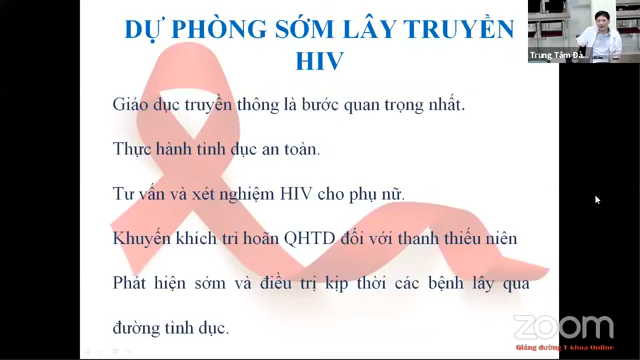 DỰ PHÒNG SỚM LÂY TRUYỀN
HIV
Trung Tâm Đà...
Giáo dục truyền thông là bước quan trọng nhất.
Thực hành tình dục an toàn.
Tư vấn và xét nghiệm HIV cho phụ nữ.
Khuyến khích trì hoãn QHTD đối với thanh thiếu niên
Phát hiện sớm và điều trị kịp thời các bệnh lây qua
đường tình dục.
zoom
Giảng đường Y khoa Online